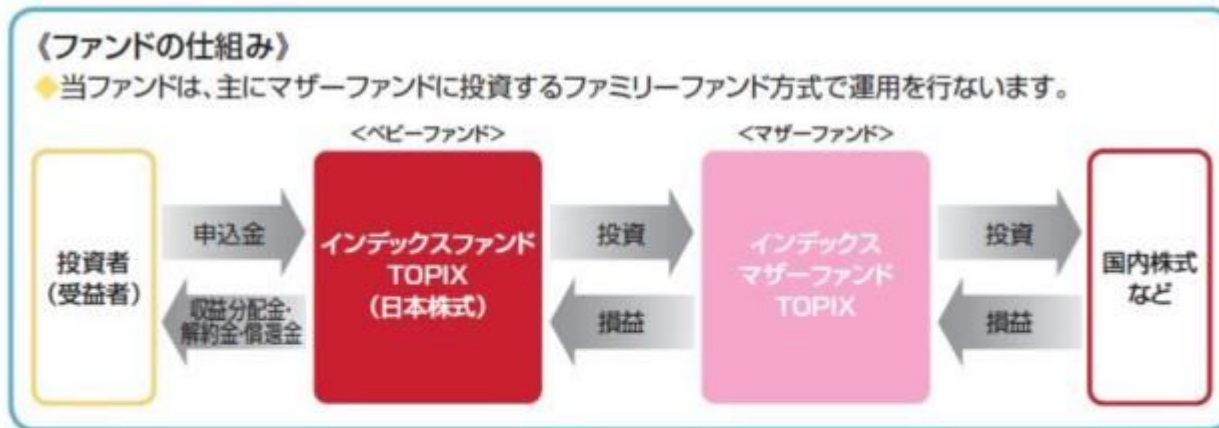 《ファンドの仕組み》
◆当ファンドは、主にマザーファンドに投資するファミリーファンド方式で運用を行ないます。
<ベビーファンド>
<マザーファンド>
投資者
(受益者)
申込金
収益分配金・
解約金・償還金
インデックスファンド
TOPIX
(日本株式)
投資
損益
インデックス
マザーファンド
TOPIX
投資
損益
国内株式
など